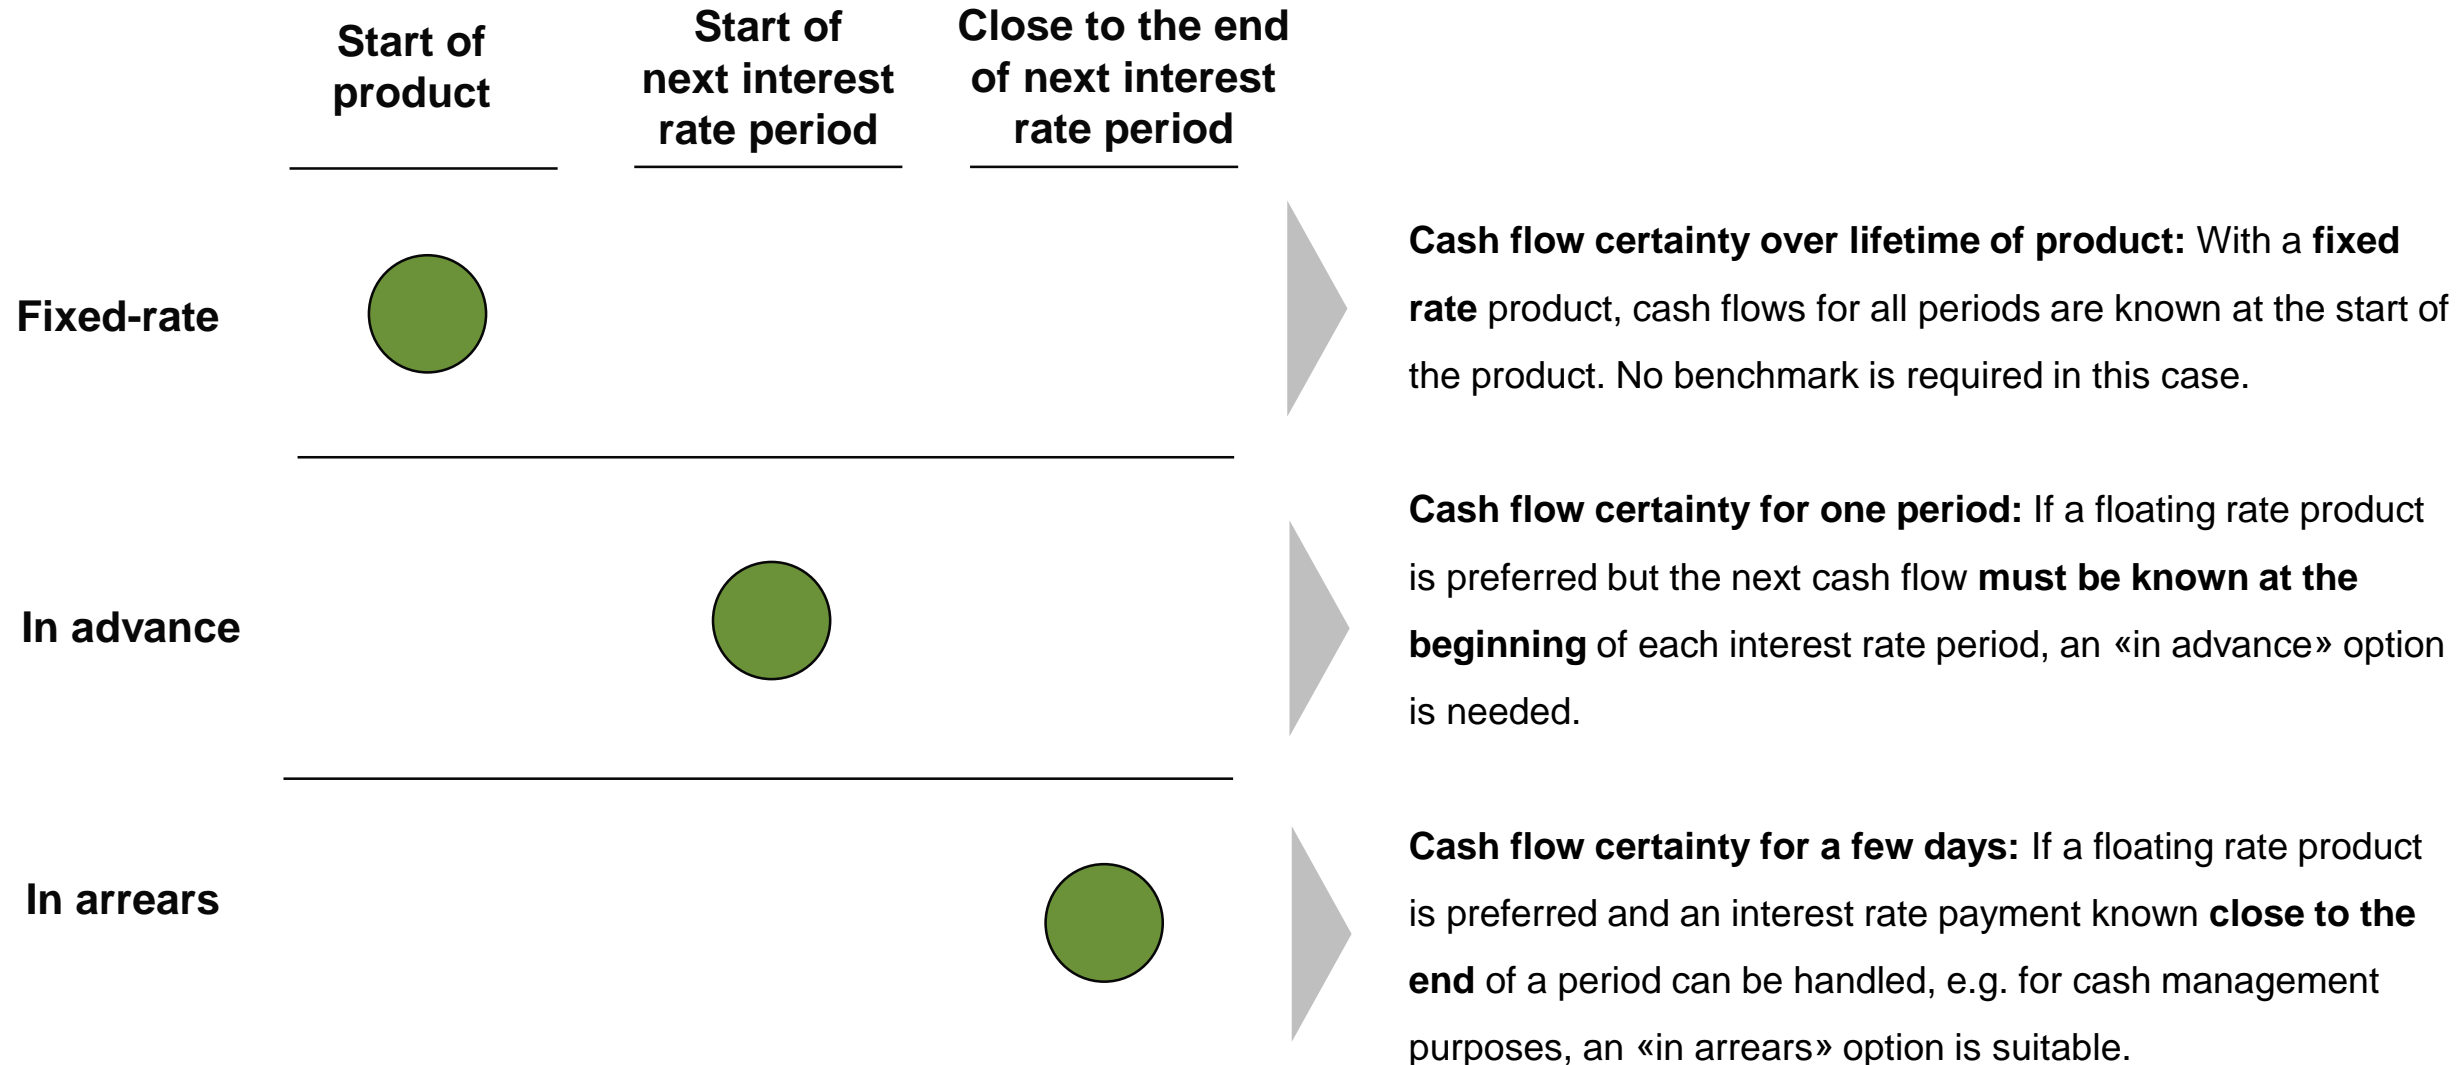 Start of
product
Start of
next interest
rate period
Close to the end
of next interest
rate period
Fixed-rate
Cash flow certainty over lifetime of product: With a fixed
rate product, cash flows for all periods are known at the start of
the product. No benchmark is required in this case.
In advance
Cash flow certainty for one period: If a floating rate product
is preferred but the next cash flow must be known at the
beginning of each interest rate period, an «in advance» option
is needed.
In arrears
Cash flow certainty for a few days: If a floating rate product
is preferred and an interest rate payment known close to the
end of a period can be handled, e.g. for cash management
purposes, an «in arrears» option is suitable.